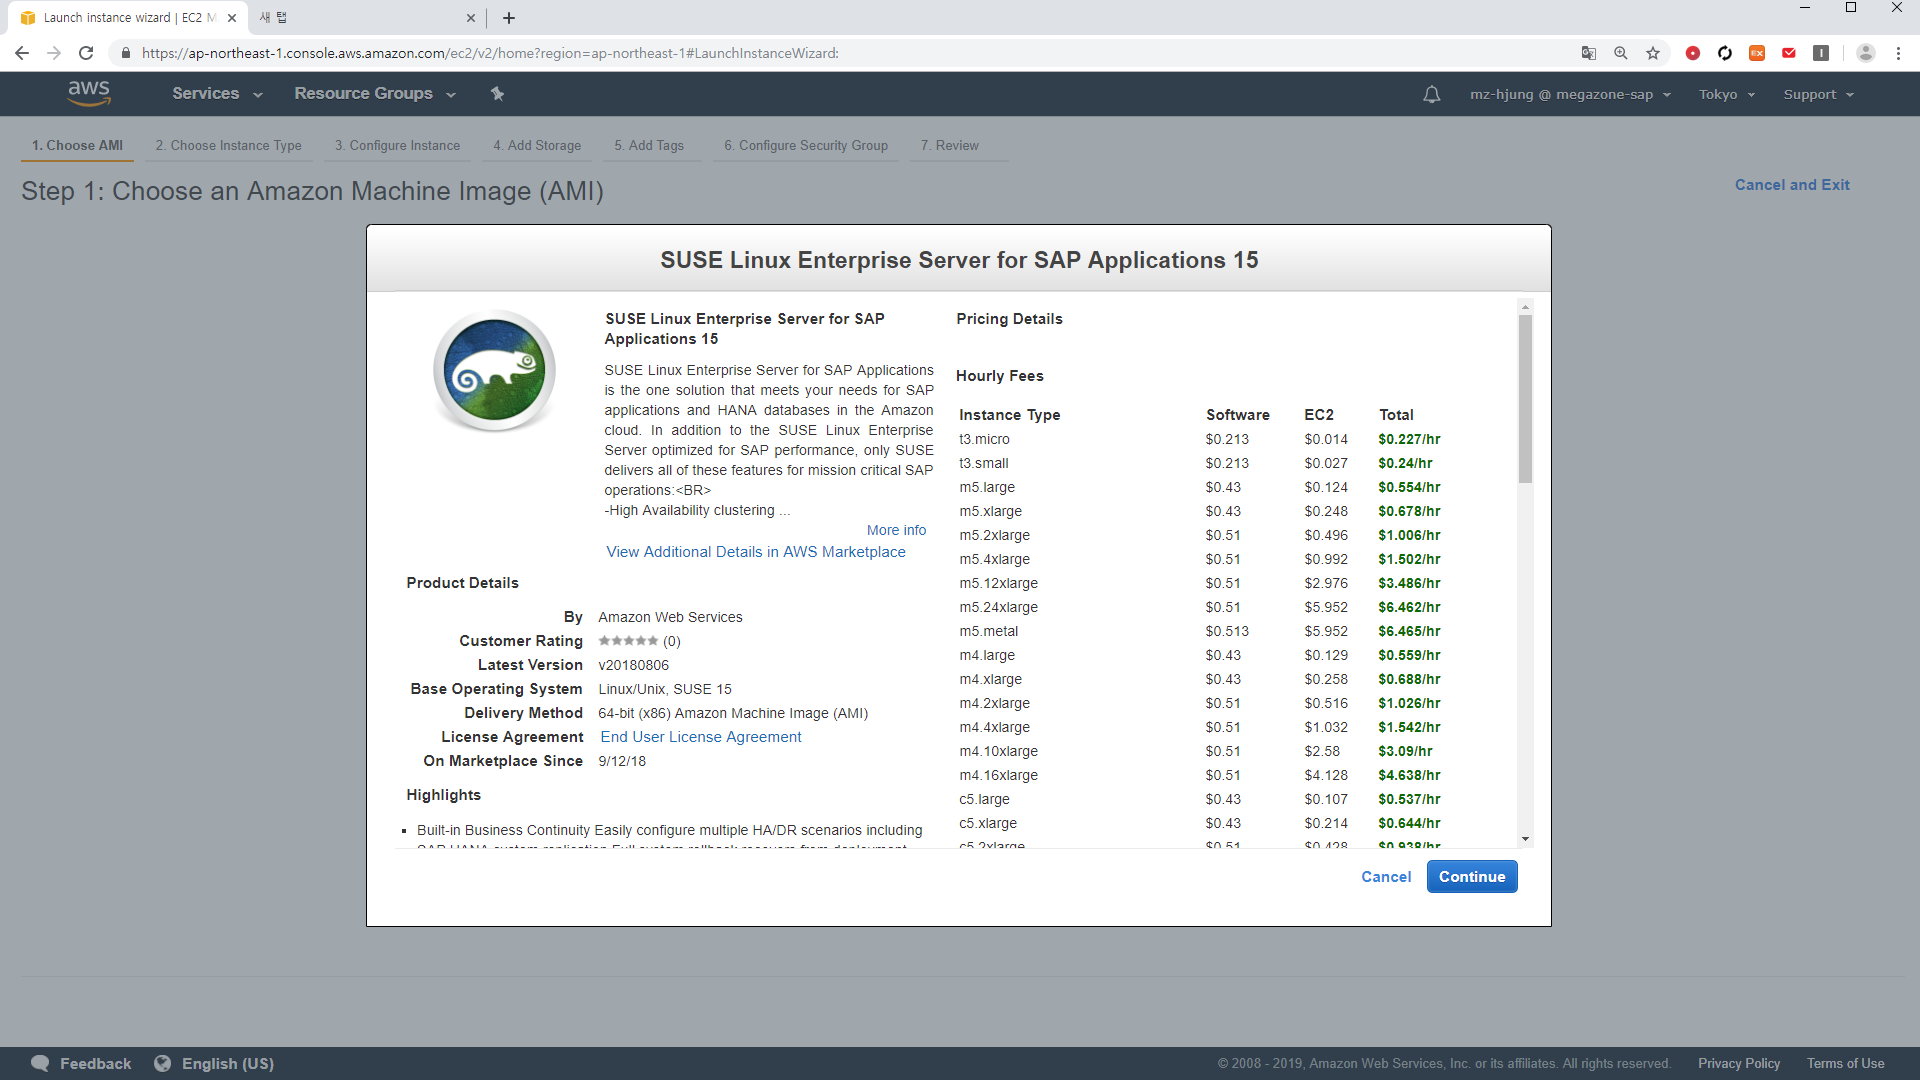 Launch instance wizard | EC2 M
새 탭
https://ap-northeast-1.console.aws.amazon.com/ec2/v2/home?region=ap-northeast-1#LaunchInstanceWizard:
aws
Services
Resource Groups
mz-hjung @ megazone-sap
Tokyo
Support
1. Choose AMI
2. Choose Instance Type
3. Configure Instance
4. Add Storage
5. Add Tags
6. Configure Security Group
7. Review
Step 1: Choose an Amazon Machine Image (AMI)
Cancel and Exit
SUSE Linux Enterprise Server for SAP Applications 15
SUSE Linux Enterprise Server for SAP
Applications 15
SUSE Linux Enterprise Server for SAP Applications
is the one solution that meets your needs for SAP
applications and HANA databases in the Amazon
cloud. In addition to the SUSE Linux Enterprise
Server optimized for SAP performance, only SUSE
delivers all of these features for mission critical SAP
operations:<BR>
-High Availability clustering ...
More info
View Additional Details in AWS Marketplace
Product Details
By Amazon Web Services
Customer Rating (0)
Latest Version v20180806
Base Operating System Linux/Unix, SUSE 15
Delivery Method 64-bit (x86) Amazon Machine Image (AMI)
License Agreement End User License Agreement
On Marketplace Since 9/12/18
Highlights
Built-in Business Continuity Easily configure multiple HA/DR scenarios including
SAP HANA system replication Full system rollback recovers from deployment
Pricing Details
Hourly Fees
Instance Type Software EC2 Total
t3.micro $0.213 $0.014 $0.227/hr
t3.small $0.213 $0.027 $0.24/hr
m5.large $0.43 $0.124 $0.554/hr
m5.xlarge $0.43 $0.248 $0.678/hr
m5.2xlarge $0.51 $0.496 $1.006/hr
m5.4xlarge $0.51 $0.992 $1.502/hr
m5.12xlarge $0.51 $2.976 $3.486/hr
m5.24xlarge $0.51 $5.952 $6.462/hr
m5.metal $0.513 $5.952 $6.465/hr
m4.large $0.43 $0.129 $0.559/hr
m4.xlarge $0.43 $0.258 $0.688/hr
m4.2xlarge $0.51 $0.516 $1.026/hr
m4.4xlarge $0.51 $1.032 $1.542/hr
m4.10xlarge $0.51 $2.58 $3.09/hr
m4.16xlarge $0.51 $4.128 $4.638/hr
c5.large $0.43 $0.107 $0.537/hr
c5.xlarge $0.43 $0.214 $0.644/hr
c5.2xlarge $0.51 $0.428 $0.938/hr
Cancel
Continue
Feedback
English (US)
© 2008 - 2019, Amazon Web Services, Inc. or its affiliates. All rights reserved.
Privacy Policy
Terms of Use